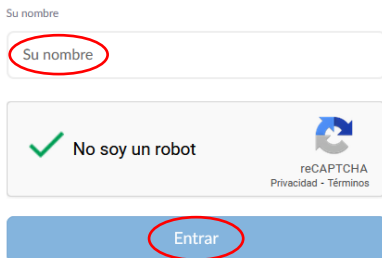 Su nombre
Su nombre
No soy un robot
reCAPTCHA
Privacidad - Términos
Entrar